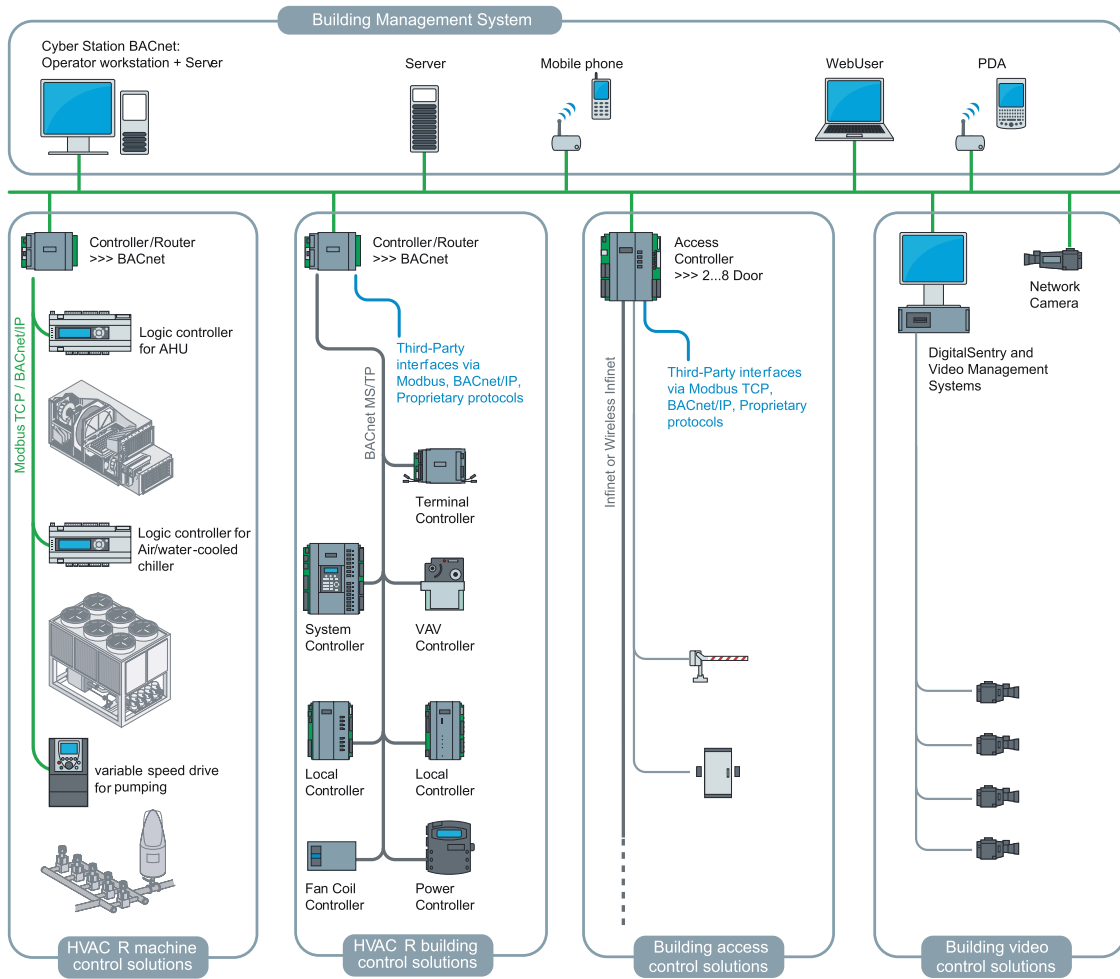 Building Management System
Cyber Station BACnet:
Operator workstation + Server
Server
Mobile phone
WebUser
PDA
Controller/Router
>>> BACnet
Modbus TCP / BACnet/IP
Logic controller
for AHU
Logic controller for
Air/water-cooled
chiller
variable speed drive
for pumping
HVAC R machine
control solutions
Controller/Router
>>> BACnet
Third-Party
interfaces via
Modbus, BACnet/IP,
Proprietary protocols
BACnet MS/TP
Terminal
Controller
System
Controller
VAV
Controller
Local
Controller
Local
Controller
Fan Coil
Controller
Power
Controller
HVAC R building
control solutions
Access
Controller
>>> 2...8 Door
Third-Party interfaces
via Modbus TCP,
BACnet/IP, Proprietary
protocols
Infinet or Wireless Infinet
Building access
control solutions
Network
Camera
DigitalSentry and
Video Management
Systems
Building video
control solutions